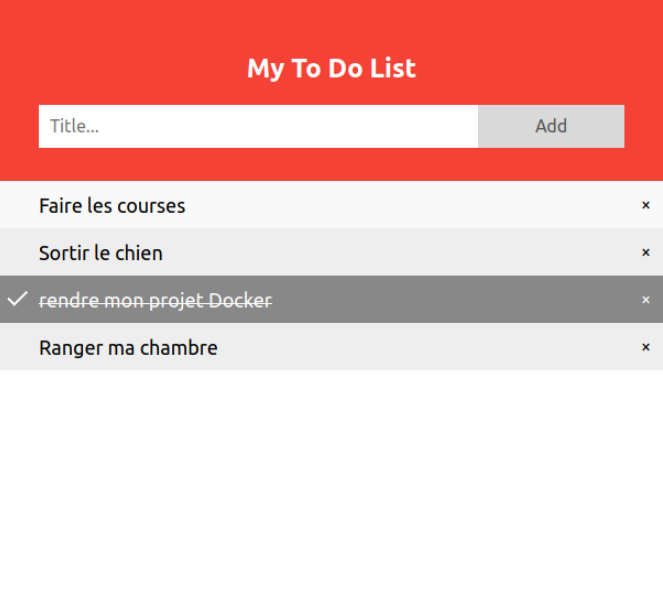 My To Do List
Title... Add
Faire les courses ×
Sortir le chien ×
rendre mon projet Docker ×
Ranger ma chambre ×